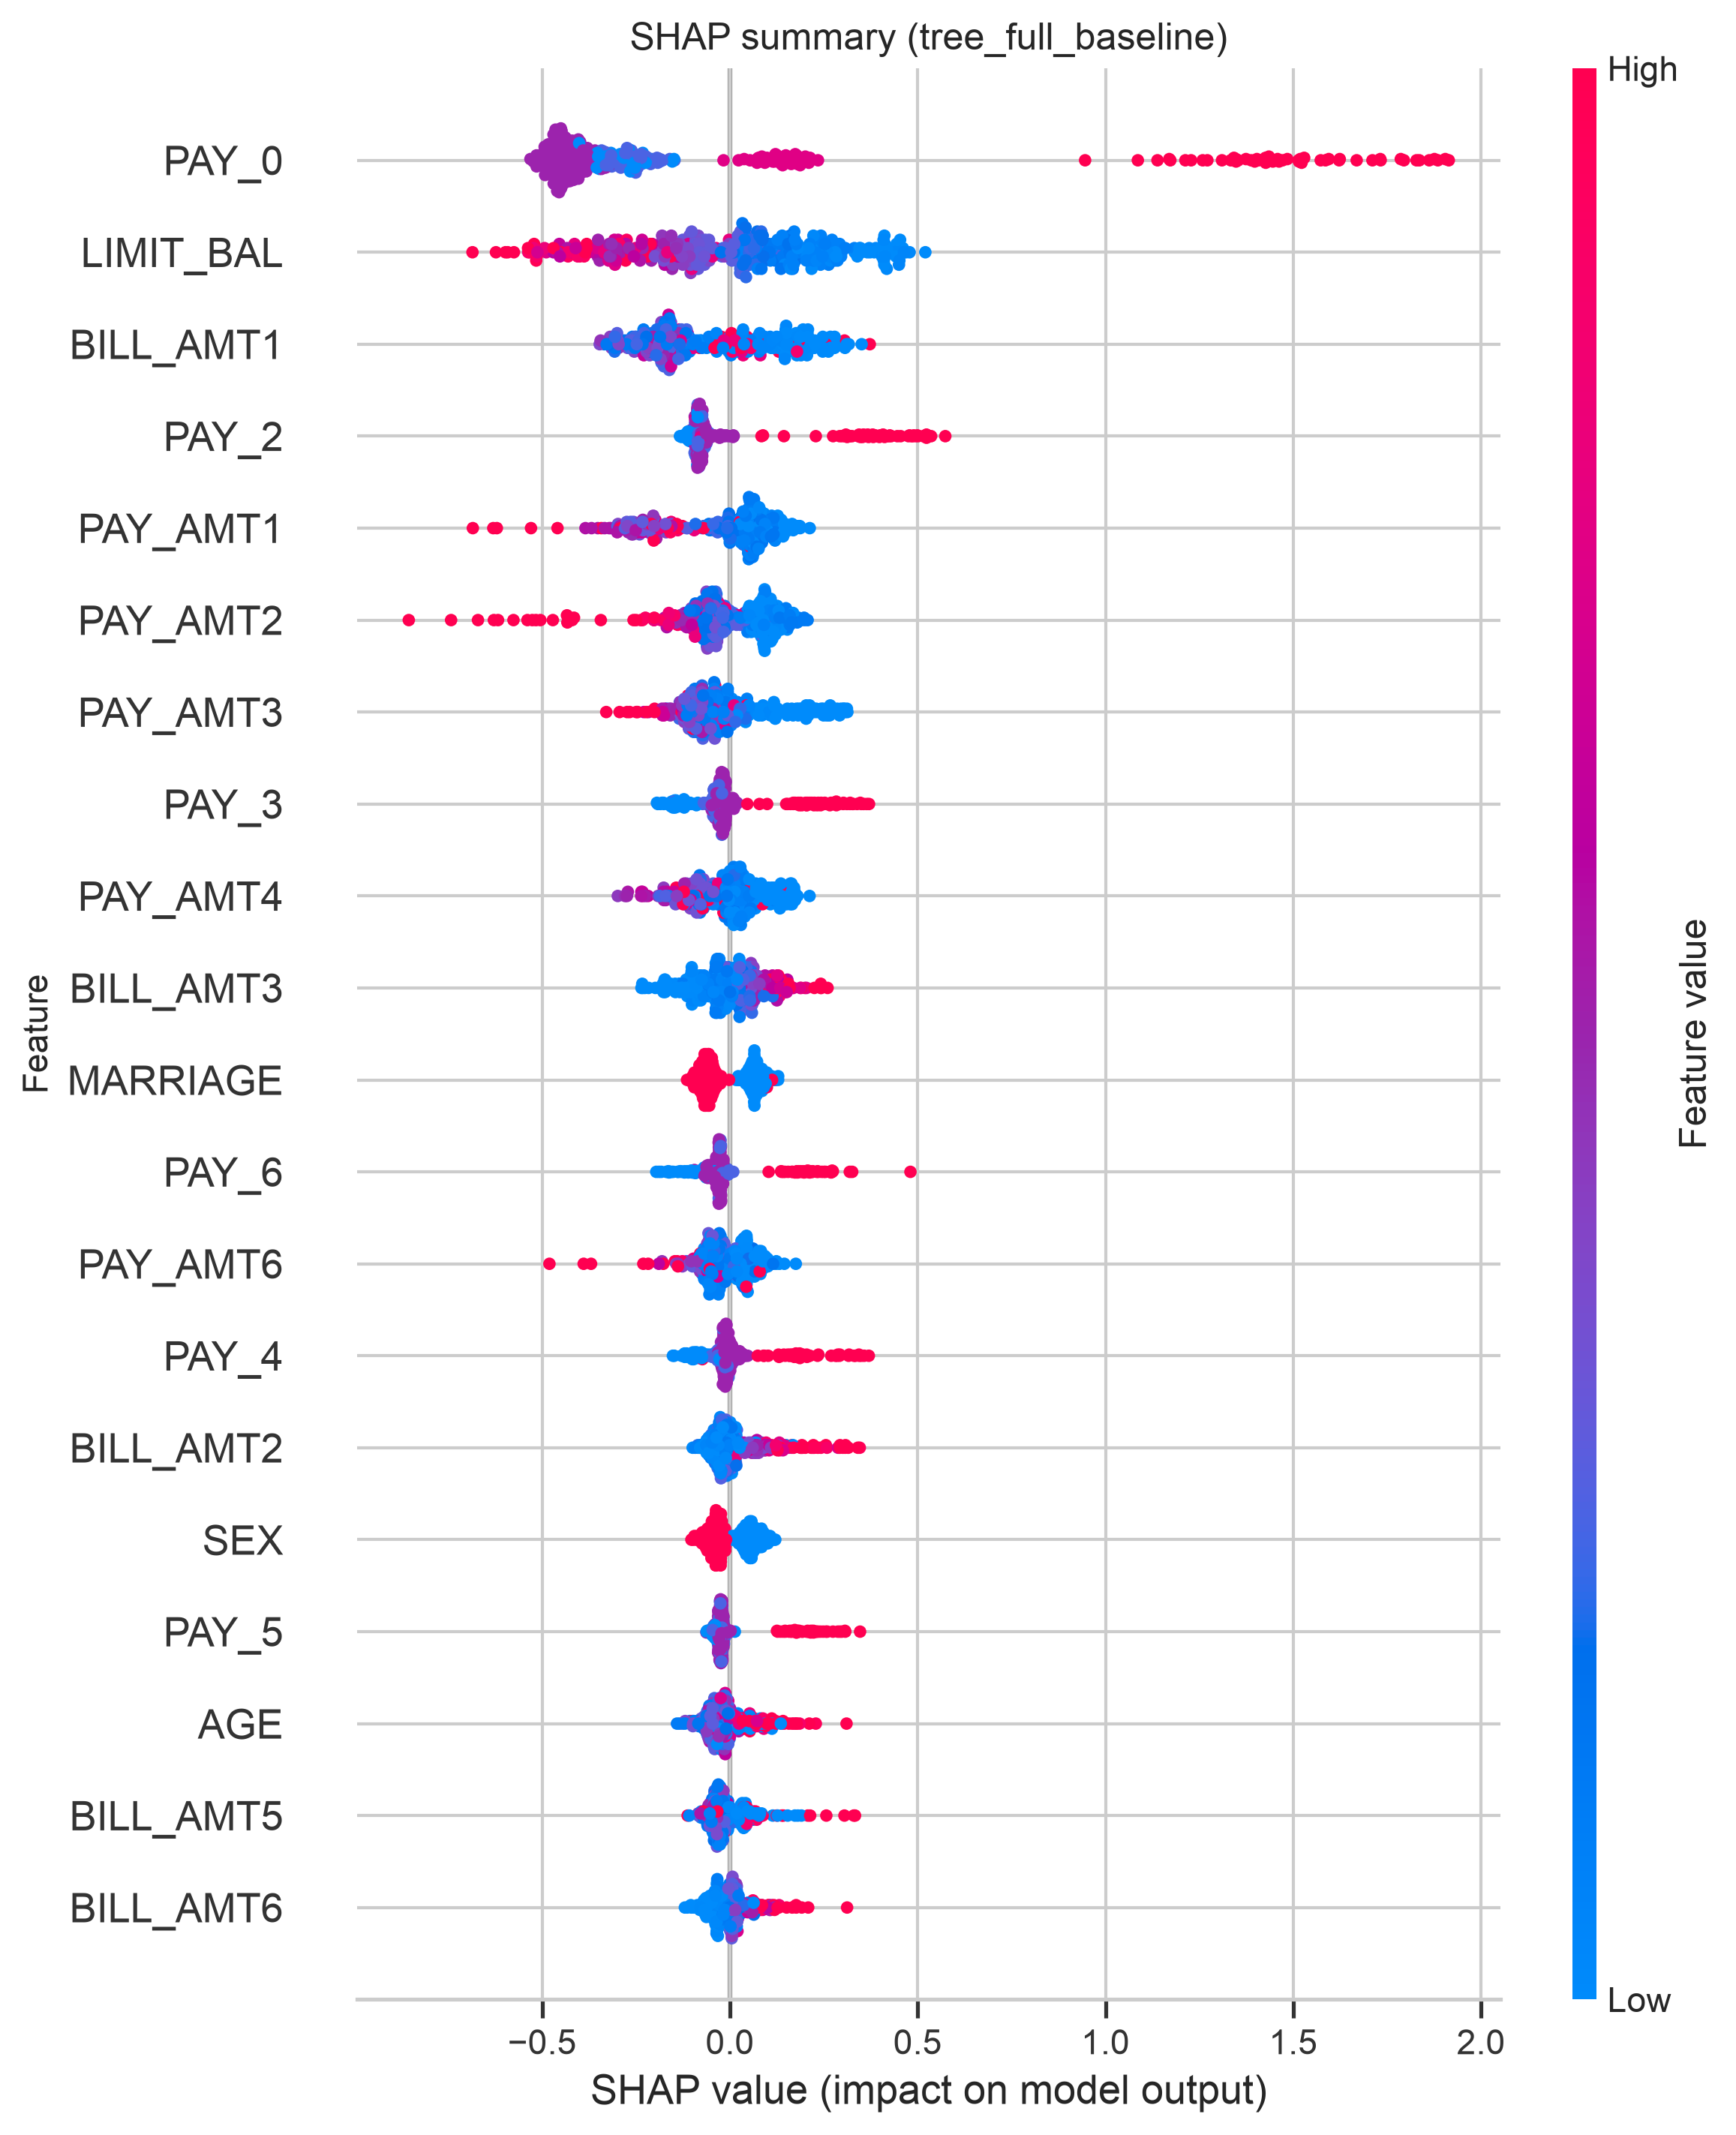 SHAP summary (tree_full_baseline)
High
PAY_0
LIMIT_BAL
BILL_AMT1
PAY_2
PAY_AMT1
PAY_AMT2
PAY_AMT3
PAY_3
PAY_AMT4
BILL_AMT3
MARRIAGE
PAY_6
PAY_AMT6
PAY_4
BILL_AMT2
SEX
PAY_5
AGE
BILL_AMT5
BILL_AMT6
Feature
Feature value
Low
−0.5 0.0 0.5 1.0 1.5 2.0
SHAP value (impact on model output)